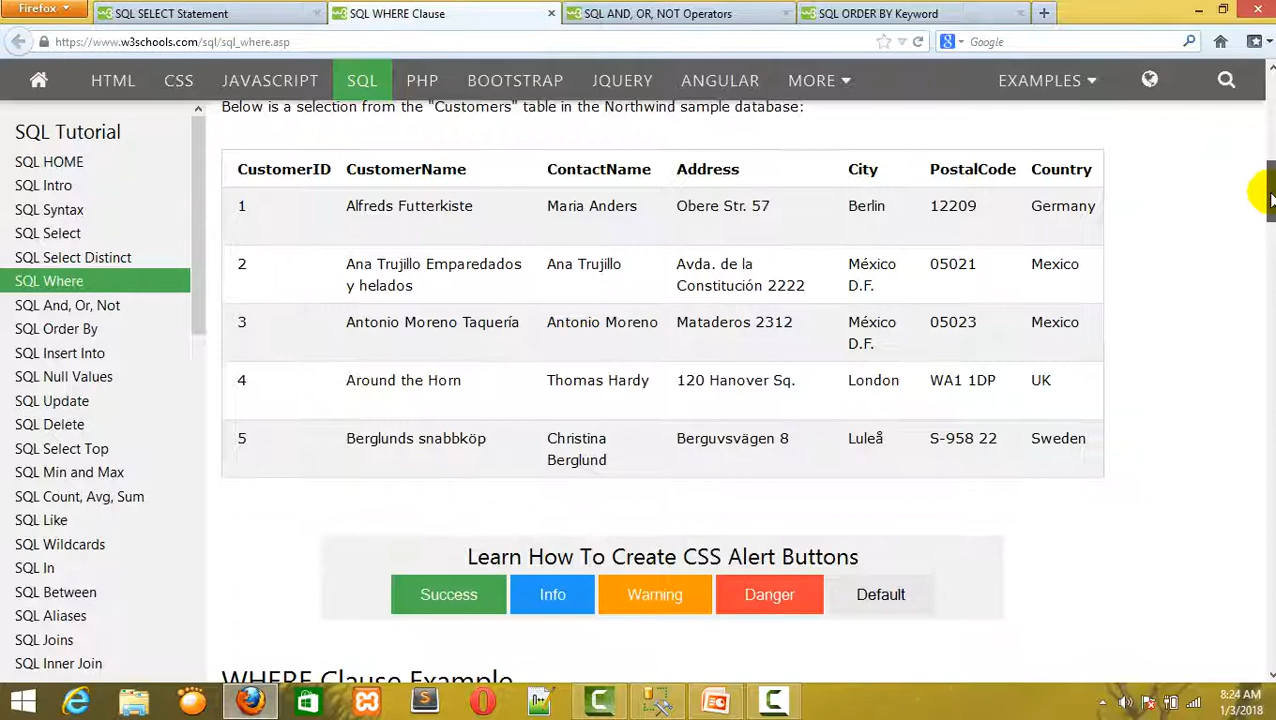 Firefox
SQL SELECT Statement
SQL WHERE Clause
SQL AND, OR, NOT Operators
SQL ORDER BY Keyword
https://www.w3schools.com/sql/sql_where.asp
Google
HTML CSS JAVASCRIPT SQL PHP BOOTSTRAP JQUERY ANGULAR MORE EXAMPLES
SQL Tutorial
SQL HOME
SQL Intro
SQL Syntax
SQL Select
SQL Select Distinct
SQL Where
SQL And, Or, Not
SQL Order By
SQL Insert Into
SQL Null Values
SQL Update
SQL Delete
SQL Select Top
SQL Min and Max
SQL Count, Avg, Sum
SQL Like
SQL Wildcards
SQL In
SQL Between
SQL Aliases
SQL Joins
SQL Inner Join
Below is a selection from the "Customers" table in the Northwind sample database:
CustomerID CustomerName ContactName Address City PostalCode Country
1 Alfreds Futterkiste Maria Anders Obere Str. 57 Berlin 12209 Germany
2 Ana Trujillo Emparedados Ana Trujillo Avda. de la México 05021 Mexico
y helados Constitución 2222 D.F.
3 Antonio Moreno Taquería Antonio Moreno Mataderos 2312 México 05023 Mexico
D.F.
4 Around the Horn Thomas Hardy 120 Hanover Sq. London WA1 1DP UK
5 Berglunds snabbköp Christina Berguvsvägen 8 Luleå S-958 22 Sweden
Berglund
Learn How To Create CSS Alert Buttons
Success Info Warning Danger Default
WHERE Clause Example
8:24 AM
1/3/2018